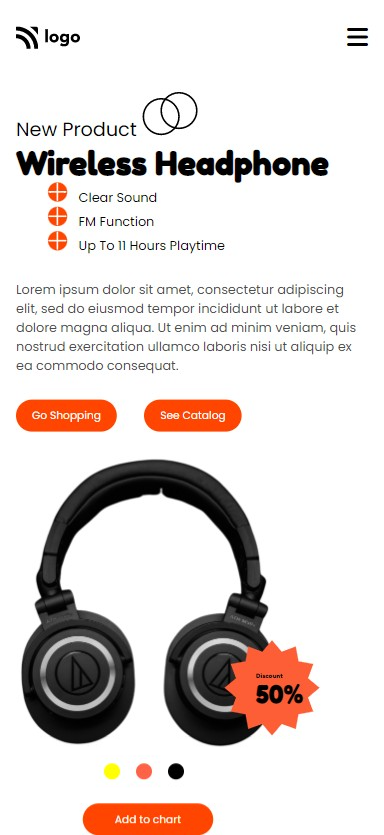 logo
New Product
Wireless Headphone
Clear Sound
FM Function
Up To 11 Hours Playtime
Lorem ipsum dolor sit amet, consectetur adipiscing
elit, sed do eiusmod tempor incididunt ut labore et
dolore magna aliqua. Ut enim ad minim veniam, quis
nostrud exercitation ullamco laboris nisi ut aliquip ex
ea commodo consequat.
Go Shopping
See Catalog
Discount
50%
Add to chart